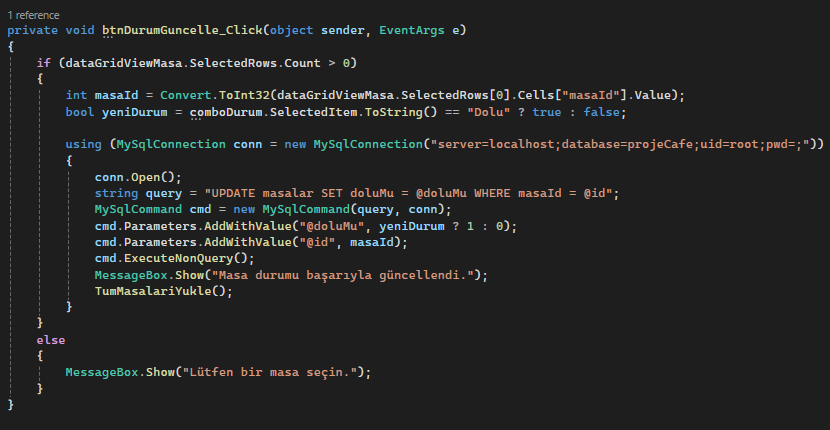 1 reference
private void btnDurumGuncelle_Click(object sender, EventArgs e)
{
    if (dataGridViewMasa.SelectedRows.Count > 0)
    {
        int masaId = Convert.ToInt32(dataGridViewMasa.SelectedRows[0].Cells["masaId"].Value);
        bool yeniDurum = comboDurum.SelectedItem.ToString() == "Dolu" ? true : false;

        using (MySqlConnection conn = new MySqlConnection("server=localhost;database=projeCafe;uid=root;pwd=;"))
        {
            conn.Open();
            string query = "UPDATE masalar SET doluMu = @doluMu WHERE masaId = @id";
            MySqlCommand cmd = new MySqlCommand(query, conn);
            cmd.Parameters.AddWithValue("@doluMu", yeniDurum ? 1 : 0);
            cmd.Parameters.AddWithValue("@id", masaId);
            cmd.ExecuteNonQuery();
            MessageBox.Show("Masa durumu başarıyla güncellendi.");
            TumMasalariYukle();
        }
    }
    else
    {
        MessageBox.Show("Lütfen bir masa seçin.");
    }
}